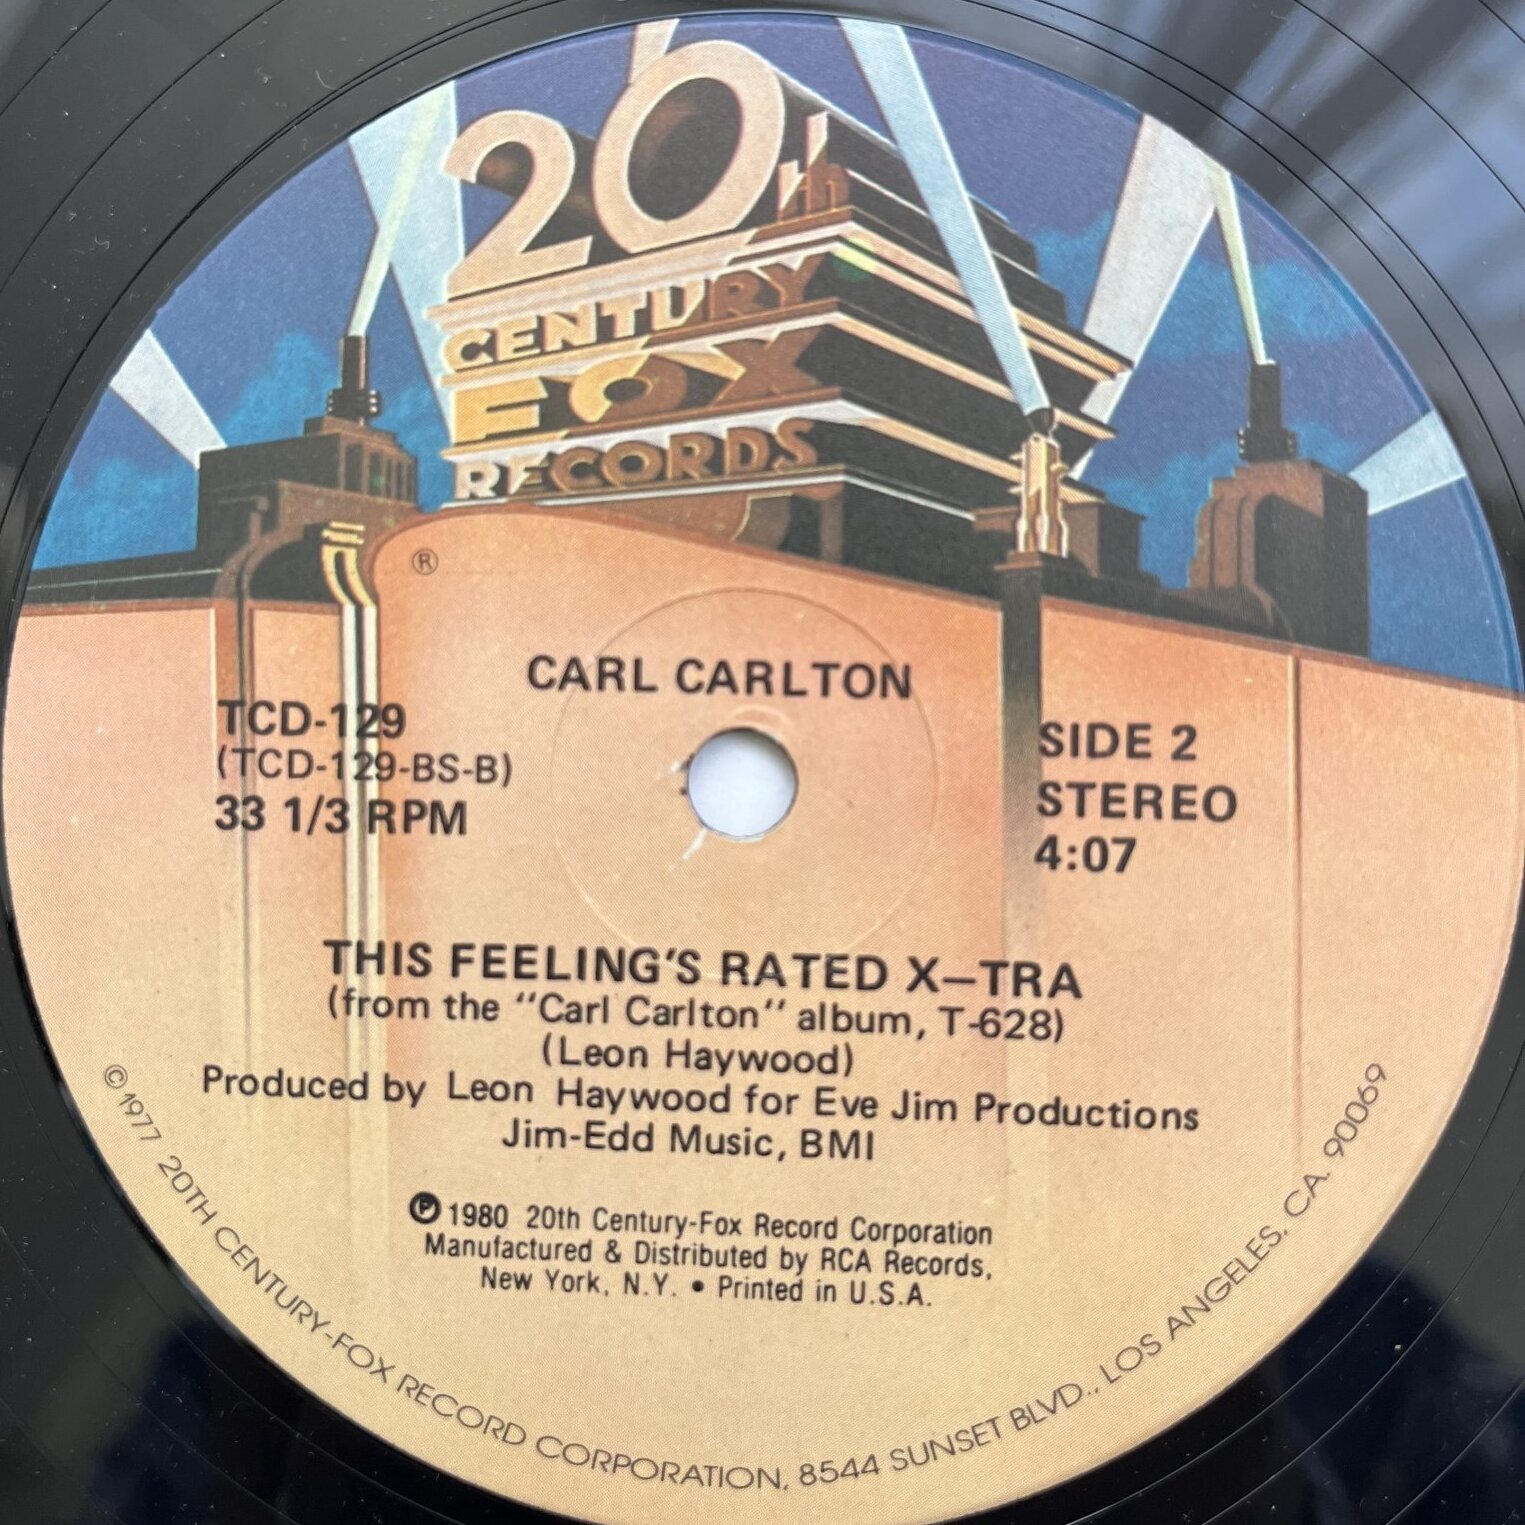 20th
CENTURY
FOX
RECORDS
®
CARL CARLTON
TCD-129
(TCD-129-BS-B)
33 1/3 RPM
SIDE 2
STEREO
4:07
THIS FEELING'S RATED X–TRA
(from the "Carl Carlton" album, T-628)
(Leon Haywood)
Produced by Leon Haywood for Eve Jim Productions
Jim-Edd Music, BMI
℗ 1980 20th Century-Fox Record Corporation
Manufactured & Distributed by RCA Records,
New York, N.Y. • Printed in U.S.A.
© 1977 20TH CENTURY-FOX RECORD CORPORATION, 8544 SUNSET BLVD., LOS ANGELES, CA. 90069